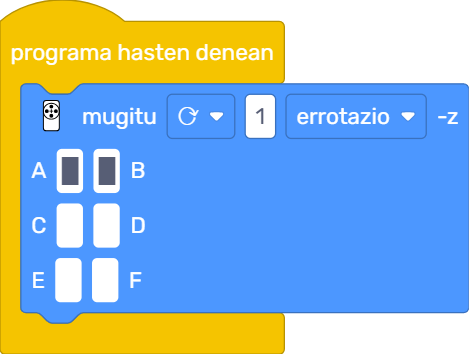 programa hasten denean
mugitu 1 errotazio -z
A B
C D
E F